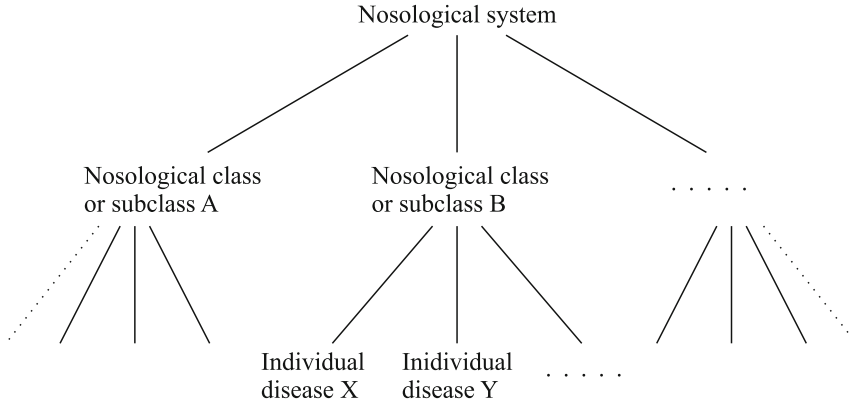 Nosological system
Nosological class
or subclass A
Nosological class
or subclass B
. . . . .
Individual
disease X
Inidividual
disease Y
. . . . .